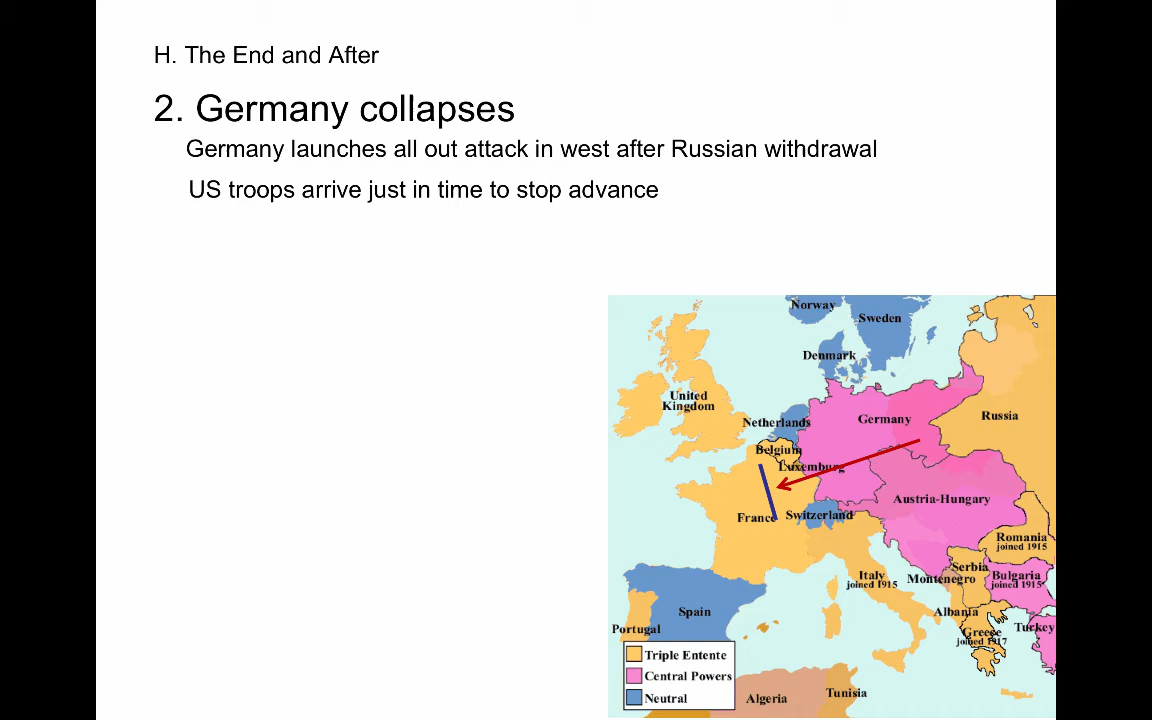 H. The End and After
2. Germany collapses
Germany launches all out attack in west after Russian withdrawal
US troops arrive just in time to stop advance
Norway
Sweden
Denmark
United
Kingdom
Netherlands
Germany
Russia
Belgium
Luxemburg
Austria-Hungary
France
Switzerland
Romania
joined 1915
Serbia
Italy
joined 1915
Montenegro
Bulgaria
joined 1915
Spain
Albania
Portugal
Greece
joined 1917
Turkey
Triple Entente
Central Powers
Neutral
Algeria
Tunisia